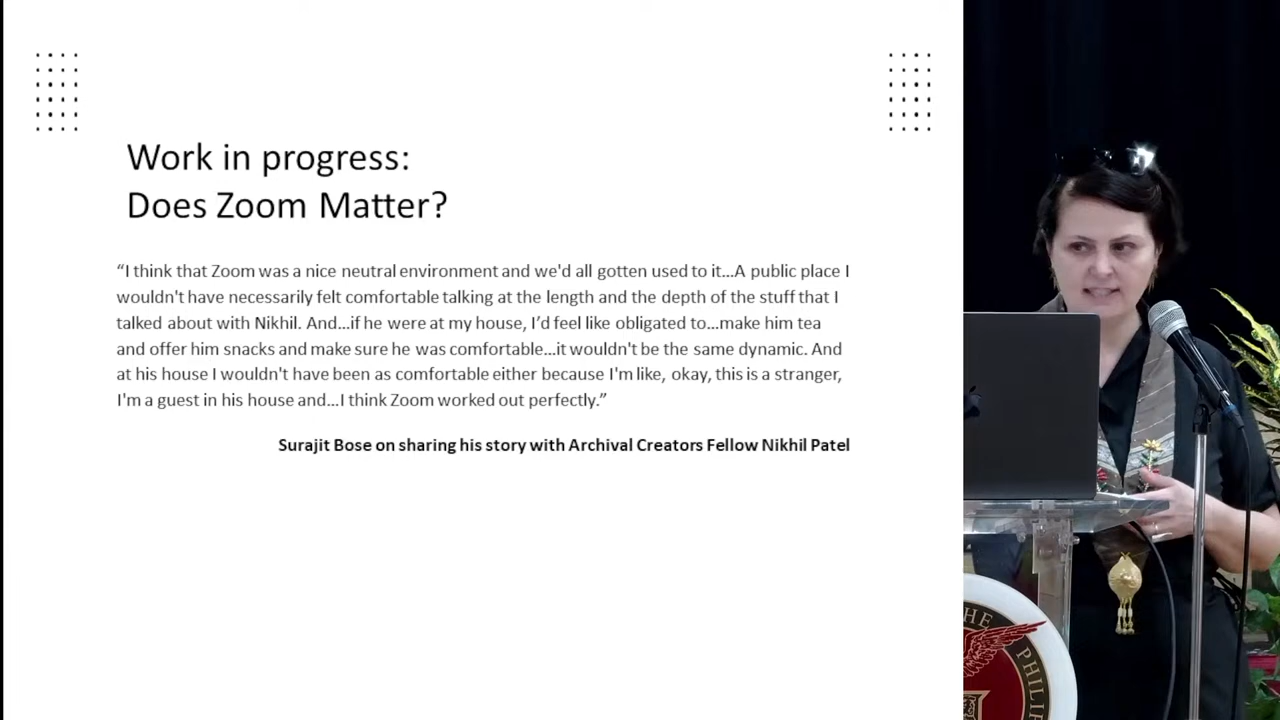 Work in progress:
Does Zoom Matter?
“I think that Zoom was a nice neutral environment and we'd all gotten used to it...A public place I
wouldn't have necessarily felt comfortable talking at the length and the depth of the stuff that I
talked about with Nikhil. And...if he were at my house, I’d feel like obligated to...make him tea
and offer him snacks and make sure he was comfortable...it wouldn't be the same dynamic. And
at his house I wouldn't have been as comfortable either because I'm like, okay, this is a stranger,
I'm a guest in his house and...I think Zoom worked out perfectly.”
Surajit Bose on sharing his story with Archival Creators Fellow Nikhil Patel
THE